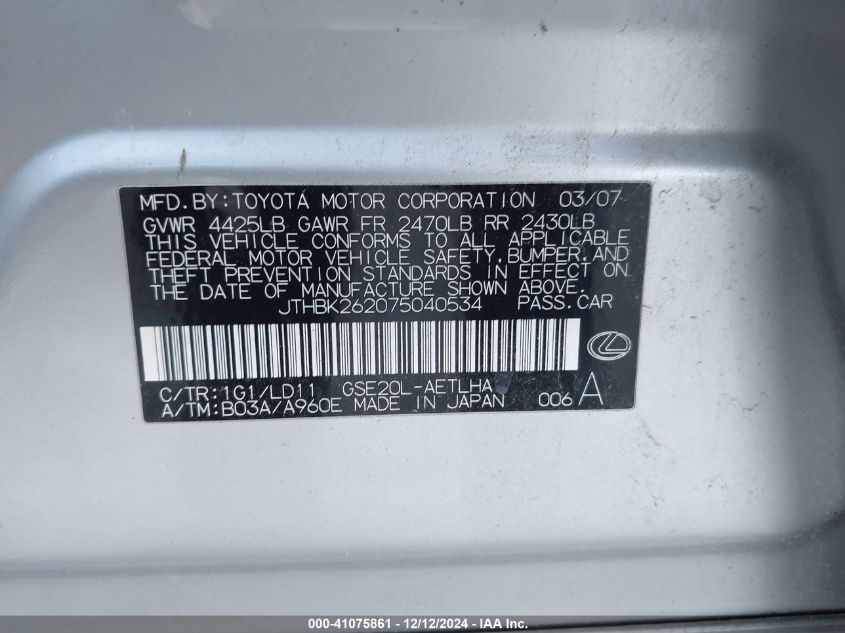 MFD.BY:TOYOTA MOTOR CORPORATION 03/07
GVWR 4425LB GAWR FR 2470LB RR 2430LB
THIS VEHICLE CONFORMS TO ALL APPLICABLE
FEDERAL MOTOR VEHICLE SAFETY,BUMPER,AND
THEFT PREVENTION STANDARDS IN EFFECT ON
THE DATE OF MANUFACTURE SHOWN ABOVE.
JTHBK262075040534 PASS.CAR
C/TR:1G1/LD11 GSE20L-AETLHA
A/TM:B03A/A960E MADE IN JAPAN 006 A
000-41075861 - 12/12/2024 - IAA Inc.